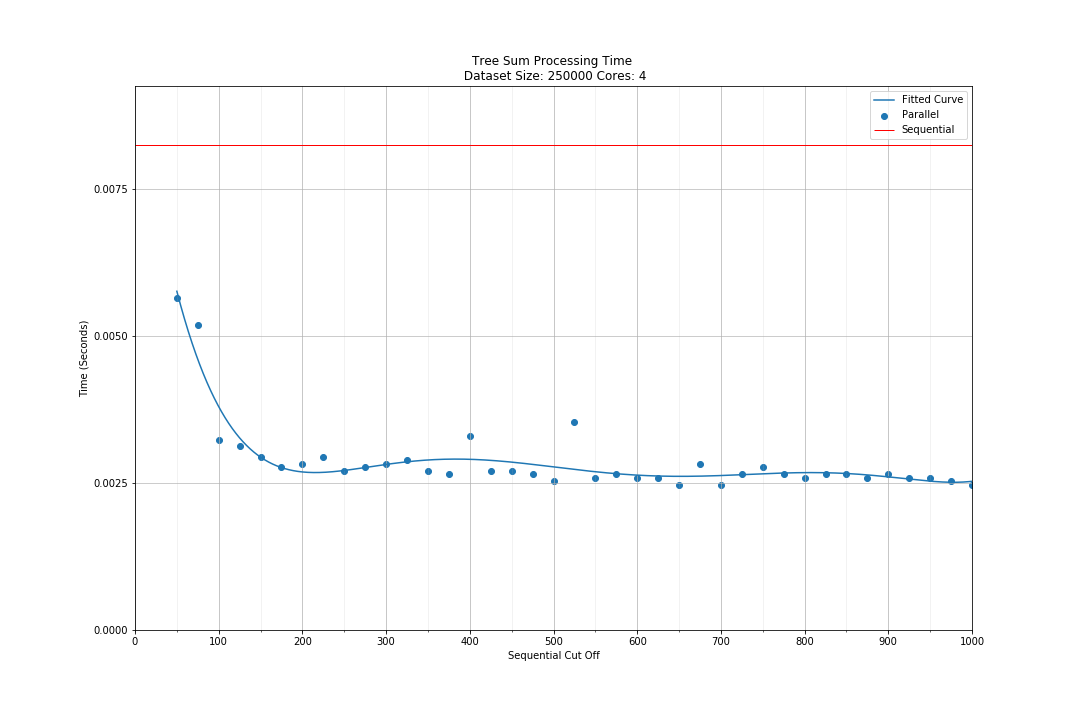 Tree Sum Processing Time
Dataset Size: 250000 Cores: 4
Fitted Curve
Parallel
Sequential
Time (Seconds)
0.0075
0.0050
0.0025
0.0000
0 100 200 300 400 500 600 700 800 900 1000
Sequential Cut Off